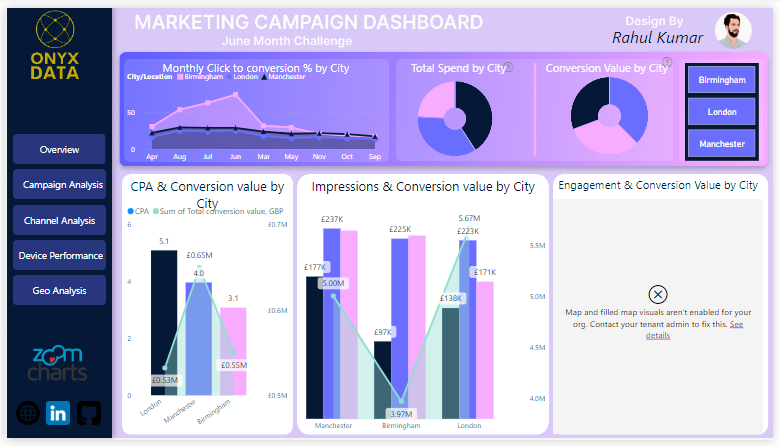 ONYX
DATA
MARKETING CAMPAIGN DASHBOARD
June Month Challenge
Design By
Rahul Kumar
Overview
Campaign Analysis
Channel Analysis
Device Performance
Geo Analysis
zoom
charts
in
Monthly Click to conversion % by City
City/Location Birmingham London Manchester
50
0
Apr Aug Jul Jun Mar May Nov Oct Sep
Total Spend by City
?
Conversion Value by City
?
Birmingham
London
Manchester
CPA & Conversion value by
City
CPA Sum of Total conversion value, GBP
6
4
2
0
£0.7M
£0.6M
£0.5M
5.1
£0.65M
4.0
3.1
£0.53M
£0.55M
London
Manchester
Birmingham
Impressions & Conversion value by City
£237K
£225K
5.67M
£223K
£177K
£171K
5.00M
£138K
£97K
3.97M
5.5M
5.0M
4.5M
4.0M
Manchester Birmingham London
Engagement & Conversion Value by City
Map and filled map visuals aren't enabled for your
org. Contact your tenant admin to fix this. See
details